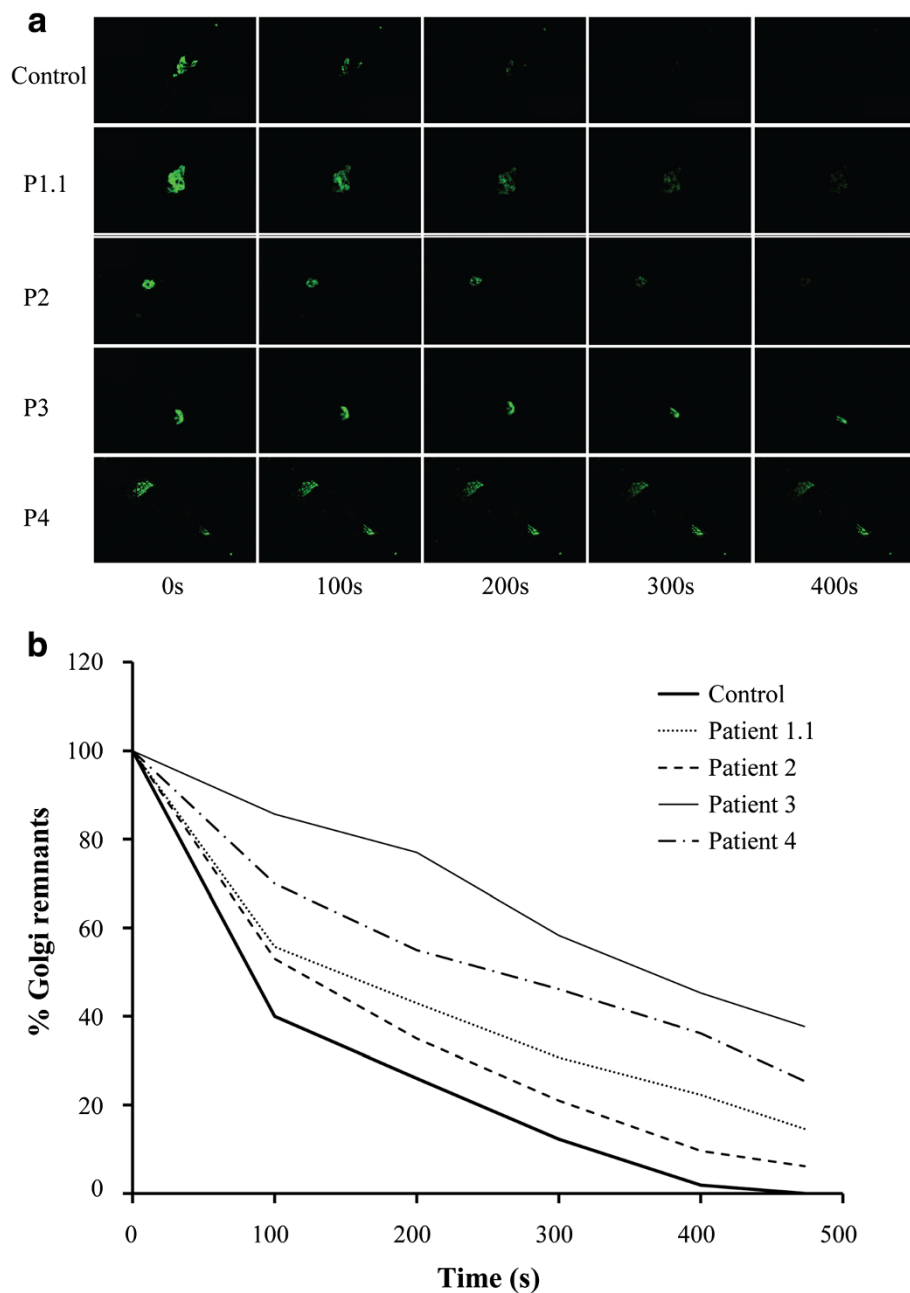 a
Control
P1.1
P2
P3
P4
0s 100s 200s 300s 400s
b
120
100
80
60
40
20
0
% Golgi remnants
Control
Patient 1.1
Patient 2
Patient 3
Patient 4
0 100 200 300 400 500
Time (s)